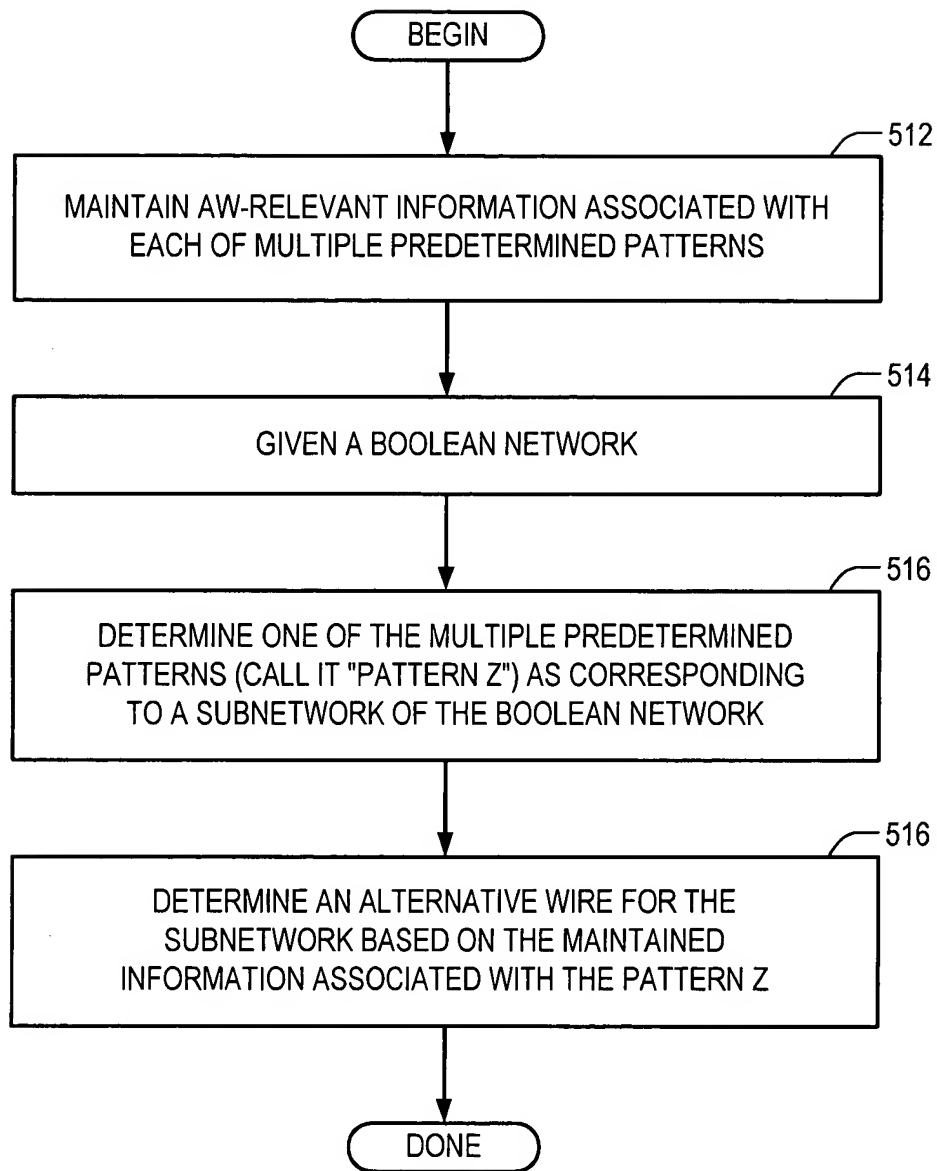 BEGIN
512
MAINTAIN AW-RELEVANT INFORMATION ASSOCIATED WITH
EACH OF MULTIPLE PREDETERMINED PATTERNS
514
GIVEN A BOOLEAN NETWORK
516
DETERMINE ONE OF THE MULTIPLE PREDETERMINED
PATTERNS (CALL IT "PATTERN Z") AS CORRESPONDING
TO A SUBNETWORK OF THE BOOLEAN NETWORK
516
DETERMINE AN ALTERNATIVE WIRE FOR THE
SUBNETWORK BASED ON THE MAINTAINED
INFORMATION ASSOCIATED WITH THE PATTERN Z
DONE